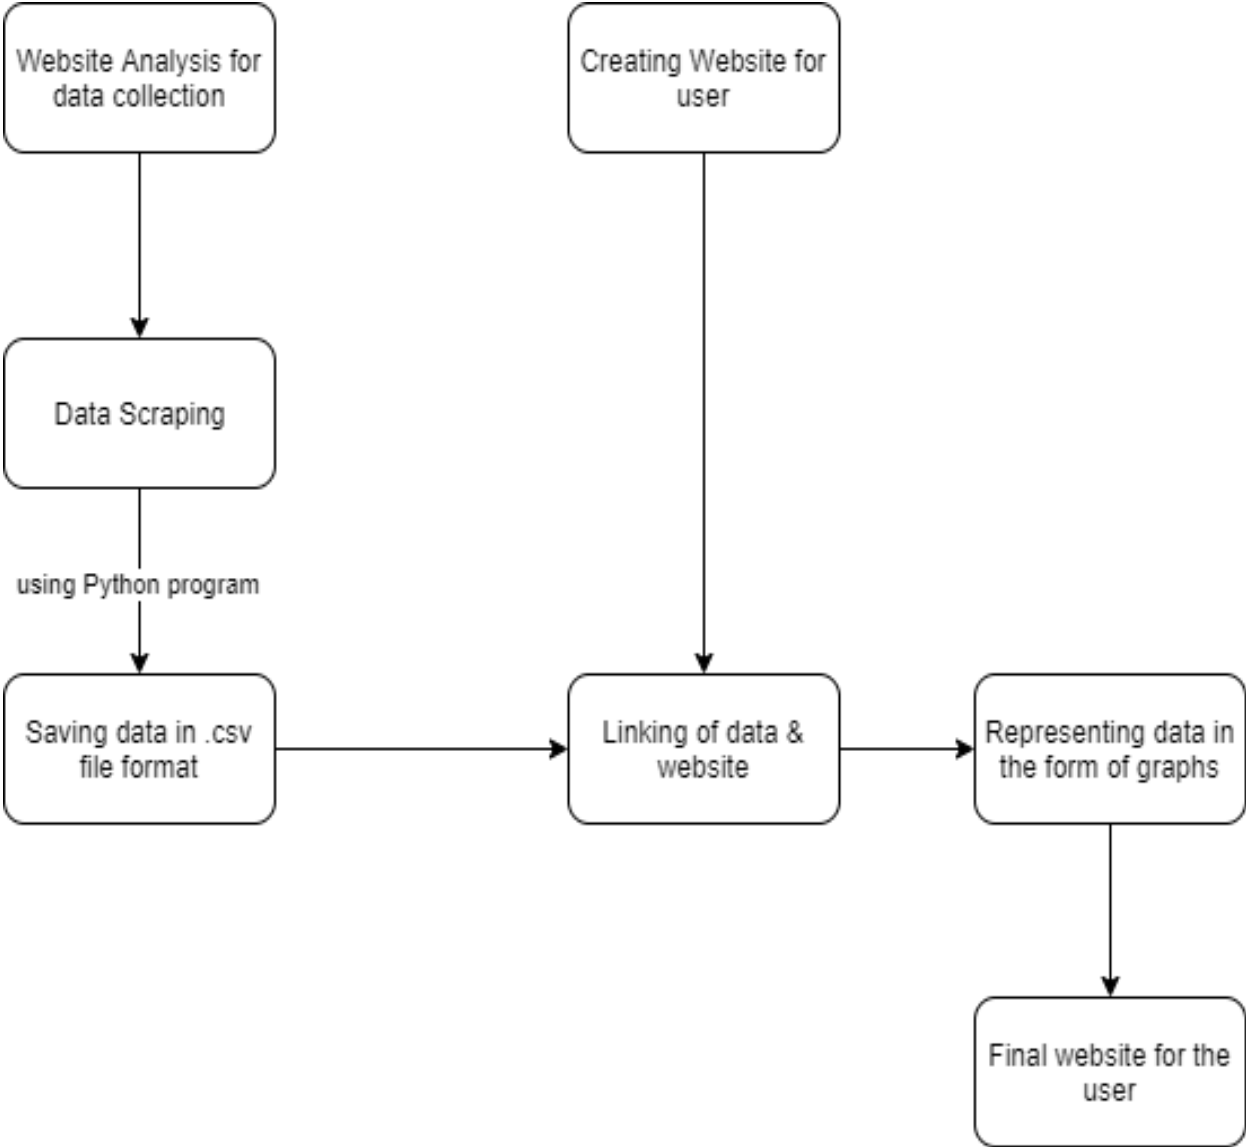 Website Analysis for
data collection
Creating Website for
user
Data Scraping
using Python program
Saving data in .csv
file format
Linking of data &
website
Representing data in
the form of graphs
Final website for the
user